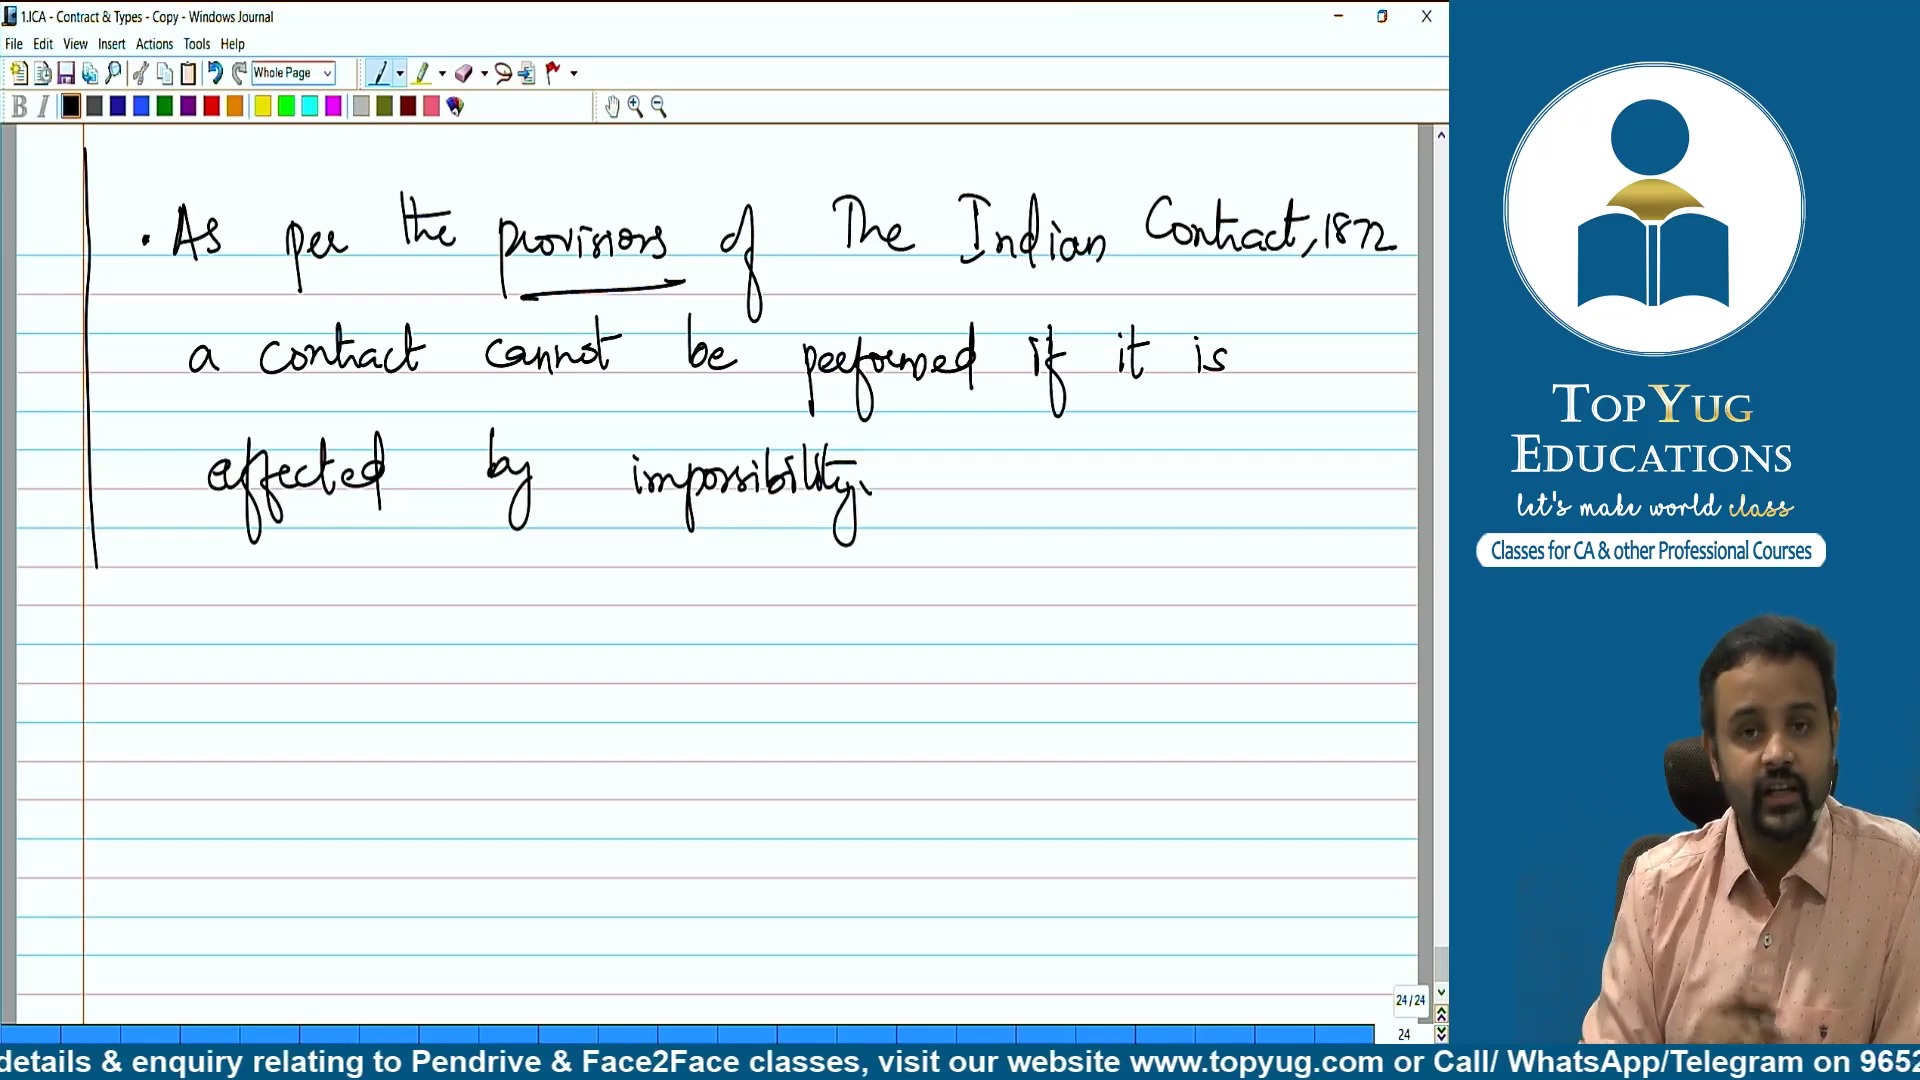 1.ICA - Contract & Types - Copy - Windows Journal
File Edit View Insert Actions Tools Help
Whole Page
B I
. As per the provisions of The Indian Contract, 1872
a contract cannot be performed if it is
effected by impossibility.
24 / 24
24
TOPYUG
EDUCATIONS
let's make world class
Classes for CA & other Professional Courses
details & enquiry relating to Pendrive & Face2Face classes, visit our website www.topyug.com or Call/ WhatsApp/Telegram on 9652